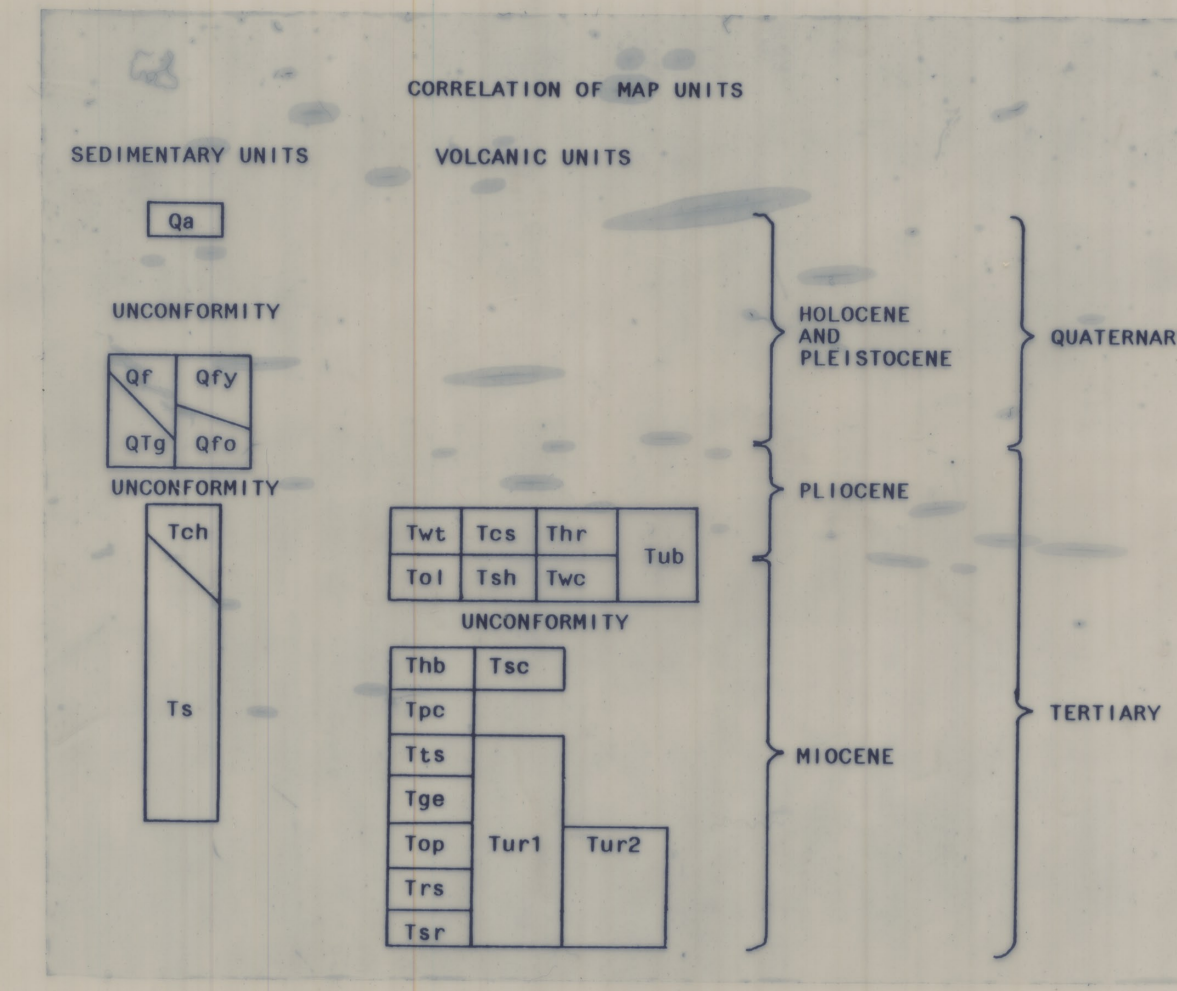 CORRELATION OF MAP UNITS
SEDIMENTARY UNITS
VOLCANIC UNITS
Qa
UNCONFORMITY
Qf
Qfy
QTg
Qfo
UNCONFORMITY
Tch
Ts
Twt
Tcs
Thr
Tub
Tol
Tsh
Twc
UNCONFORMITY
Thb
Tsc
Tpc
Tts
Tge
Top
Tur1
Tur2
Trs
Tsr
HOLOCENE
AND
PLEISTOCENE
PLIOCENE
MIOCENE
QUATERNAR
TERTIARY